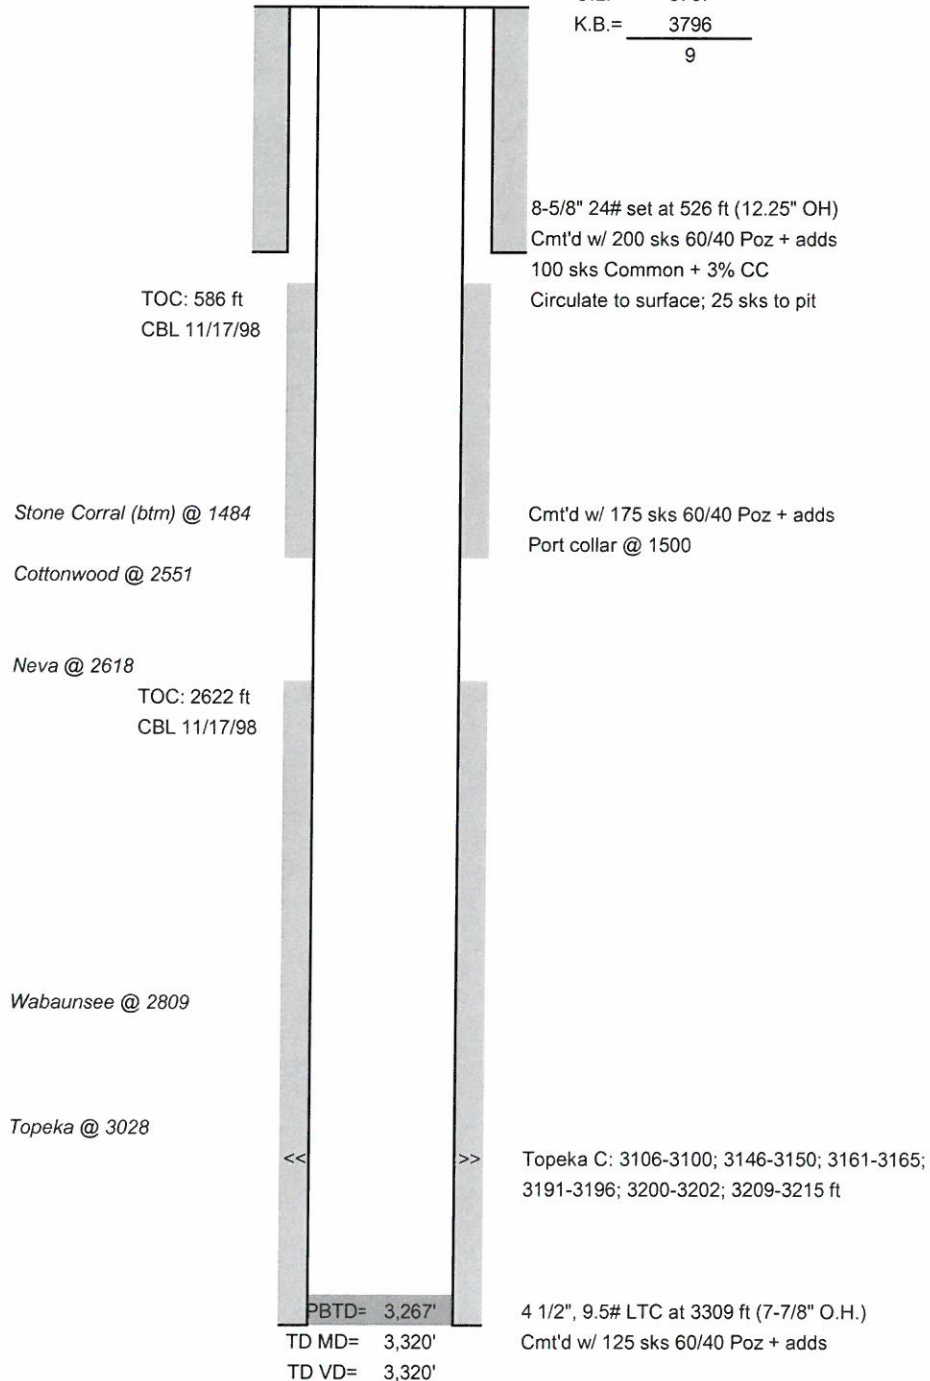 K.B.= 3796
9
8-5/8" 24# set at 526 ft (12.25" OH)
Cmt'd w/ 200 sks 60/40 Poz + adds
100 sks Common + 3% CC
Circulate to surface; 25 sks to pit
TOC: 586 ft
CBL 11/17/98
Stone Corral (btm) @ 1484
Cmt'd w/ 175 sks 60/40 Poz + adds
Port collar @ 1500
Cottonwood @ 2551
Neva @ 2618
TOC: 2622 ft
CBL 11/17/98
Wabaunsee @ 2809
Topeka @ 3028
<< >>
Topeka C: 3106-3100; 3146-3150; 3161-3165;
3191-3196; 3200-3202; 3209-3215 ft
PBTD= 3,267'
4 1/2", 9.5# LTC at 3309 ft (7-7/8" O.H.)
TD MD= 3,320'
Cmt'd w/ 125 sks 60/40 Poz + adds
TD VD= 3,320'